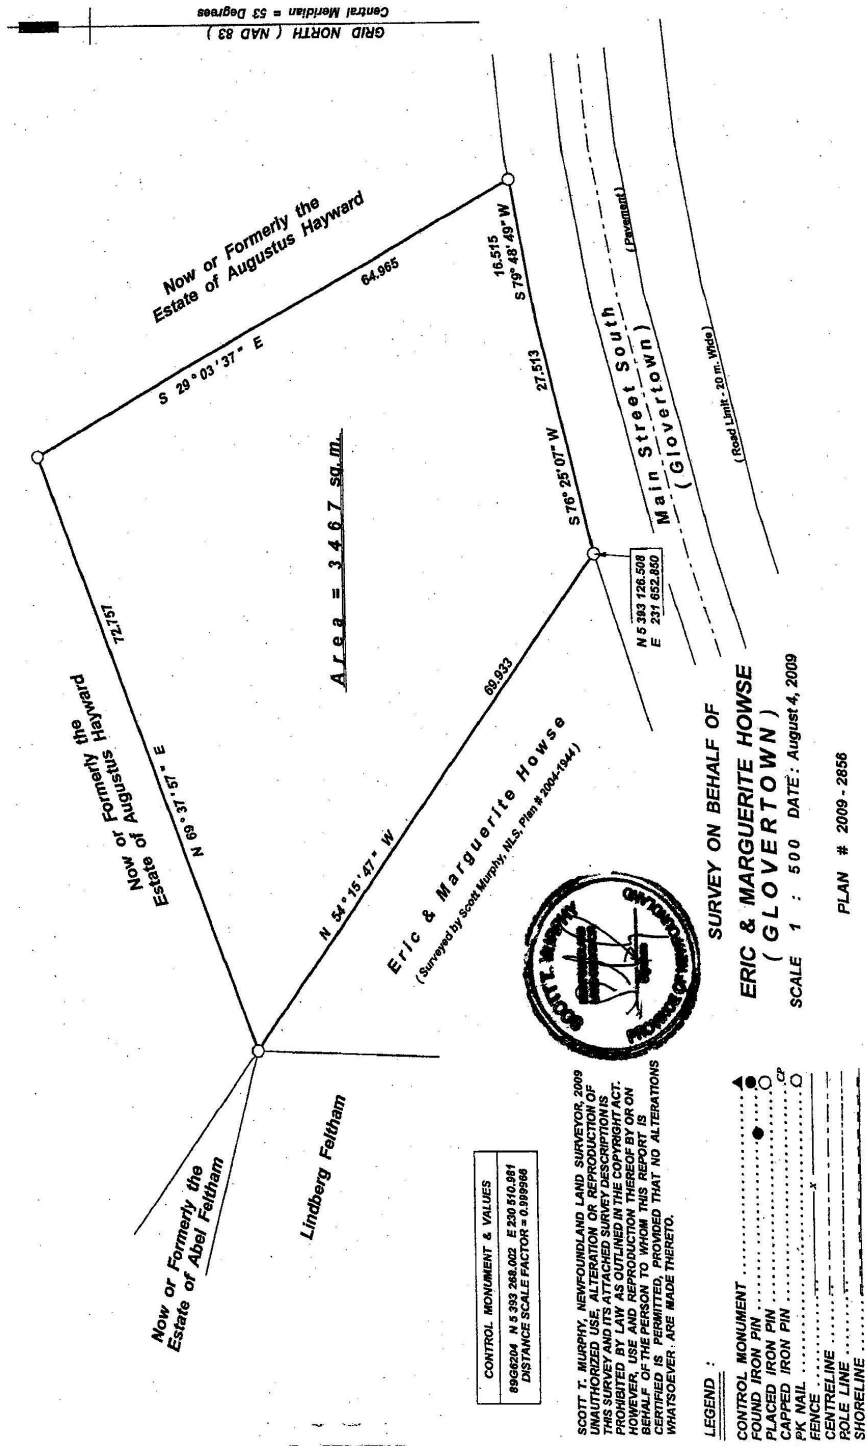 GRID NORTH ( NAD 83 )
Central Meridian = 53 Degrees
Now or Formerly the
Estate of Augustus Hayward
S 29° 03' 37" E
64.965
Now or Formerly the
Estate of Augustus Hayward
N 69° 37' 57" E
72.757
Area = 3467 sq. m.
16.515
S 79° 48' 49" W
27.513
S 76° 25' 07" W
(Pavement)
Main Street South
( Glovertown )
(Road Limit - 20 m. Wide)
N 5 393 126.508
E 231 652.850
N 54° 15' 47" W
69.933
Eric & Marguerite Howse
(Surveyed by Scott Murphy, NLS, Plan # 2004-1944)
Now or Formerly the
Estate of Abel Feltham
Lindberg Feltham
CONTROL MONUMENT & VALUES
89G6204 N 5 393 268.002 E 230 510.981
DISTANCE SCALE FACTOR = 0.999966
SCOTT T. MURPHY, NEWFOUNDLAND LAND SURVEYOR, 2009
UNAUTHORIZED USE, ALTERATION OR REPRODUCTION OF
THIS SURVEY AND ITS ATTACHED SURVEY DESCRIPTION IS
PROHIBITED BY LAW AS OUTLINED IN THE COPYRIGHT ACT.
HOWEVER, USE AND REPRODUCTION THEREOF BY OR ON
BEHALF OF THE PERSON TO WHOM THIS REPORT IS
CERTIFIED IS PERMITTED, PROVIDED THAT NO ALTERATIONS
WHATSOEVER ARE MADE THERETO.
SCOTT T. MURPHY
PROVINCE OF NEWFOUNDLAND
SURVEY ON BEHALF OF
ERIC & MARGUERITE HOWSE
( GLOVERTOWN )
SCALE 1 : 500 DATE: August 4, 2009
PLAN # 2009 - 2856
LEGEND :
CONTROL MONUMENT
FOUND IRON PIN
PLACED IRON PIN
CAPPED IRON PIN CP
PK NAIL
FENCE x
CENTRELINE
POLE LINE
SHORELINE